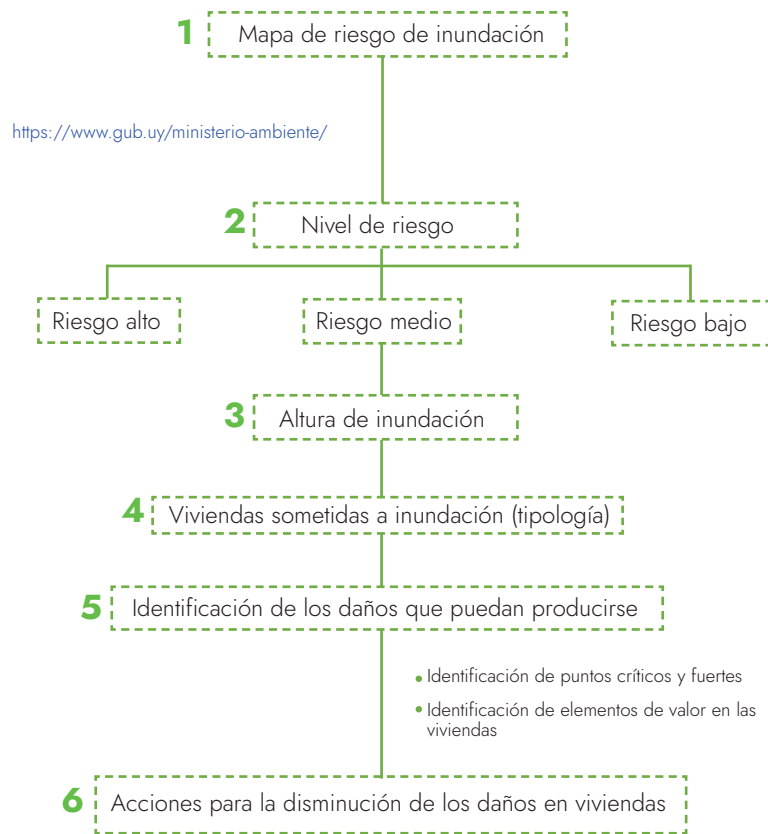 1 Mapa de riesgo de inundación
https://www.gub.uy/ministerio-ambiente/
2 Nivel de riesgo
Riesgo alto
Riesgo medio
Riesgo bajo
3 Altura de inundación
4 Viviendas sometidas a inundación (tipología)
5 Identificación de los daños que puedan producirse
• Identificación de puntos críticos y fuertes
• Identificación de elementos de valor en las
viviendas
6 Acciones para la disminución de los daños en viviendas